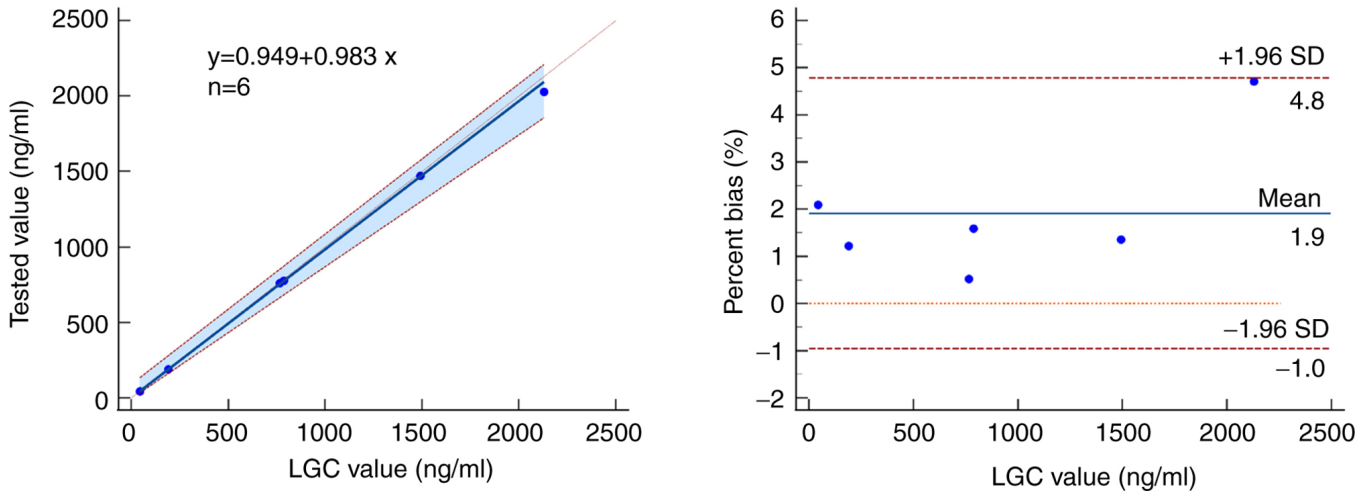 2500
2000
1500
1000
500
0
Tested value (ng/ml)
y=0.949+0.983 x
n=6
0 500 1000 1500 2000 2500
LGC value (ng/ml)
6
5
4
3
2
1
0
−1
−2
Percent bias (%)
+1.96 SD
4.8
Mean
1.9
−1.96 SD
−1.0
0 500 1000 1500 2000 2500
LGC value (ng/ml)